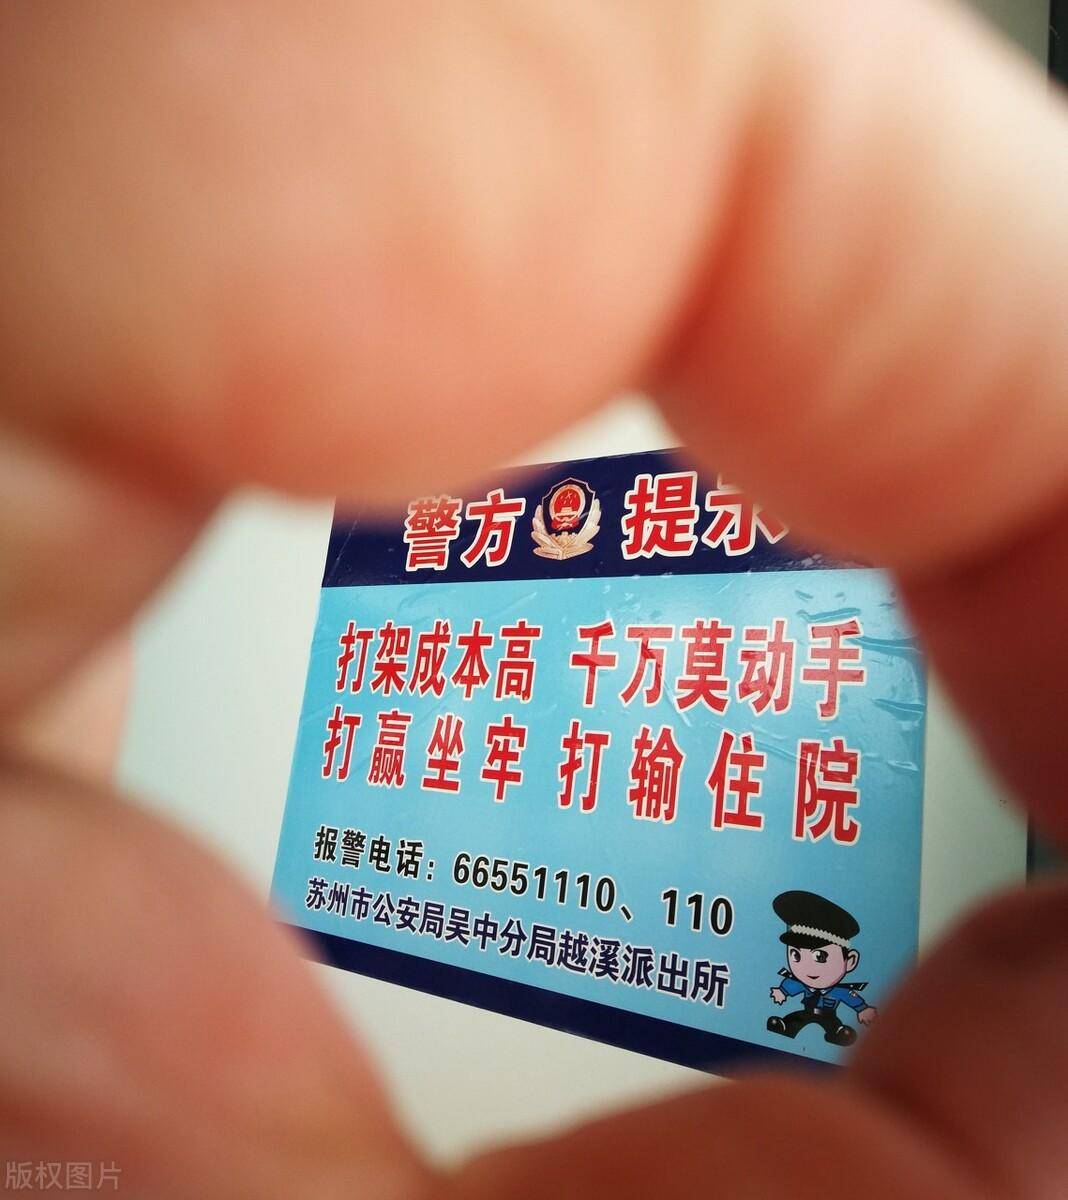 警方 提示
打架成本高 千万莫动手
打赢坐牢 打输住院
报警电话：66551110、110
苏州市公安局吴中分局越溪派出所
版权图片